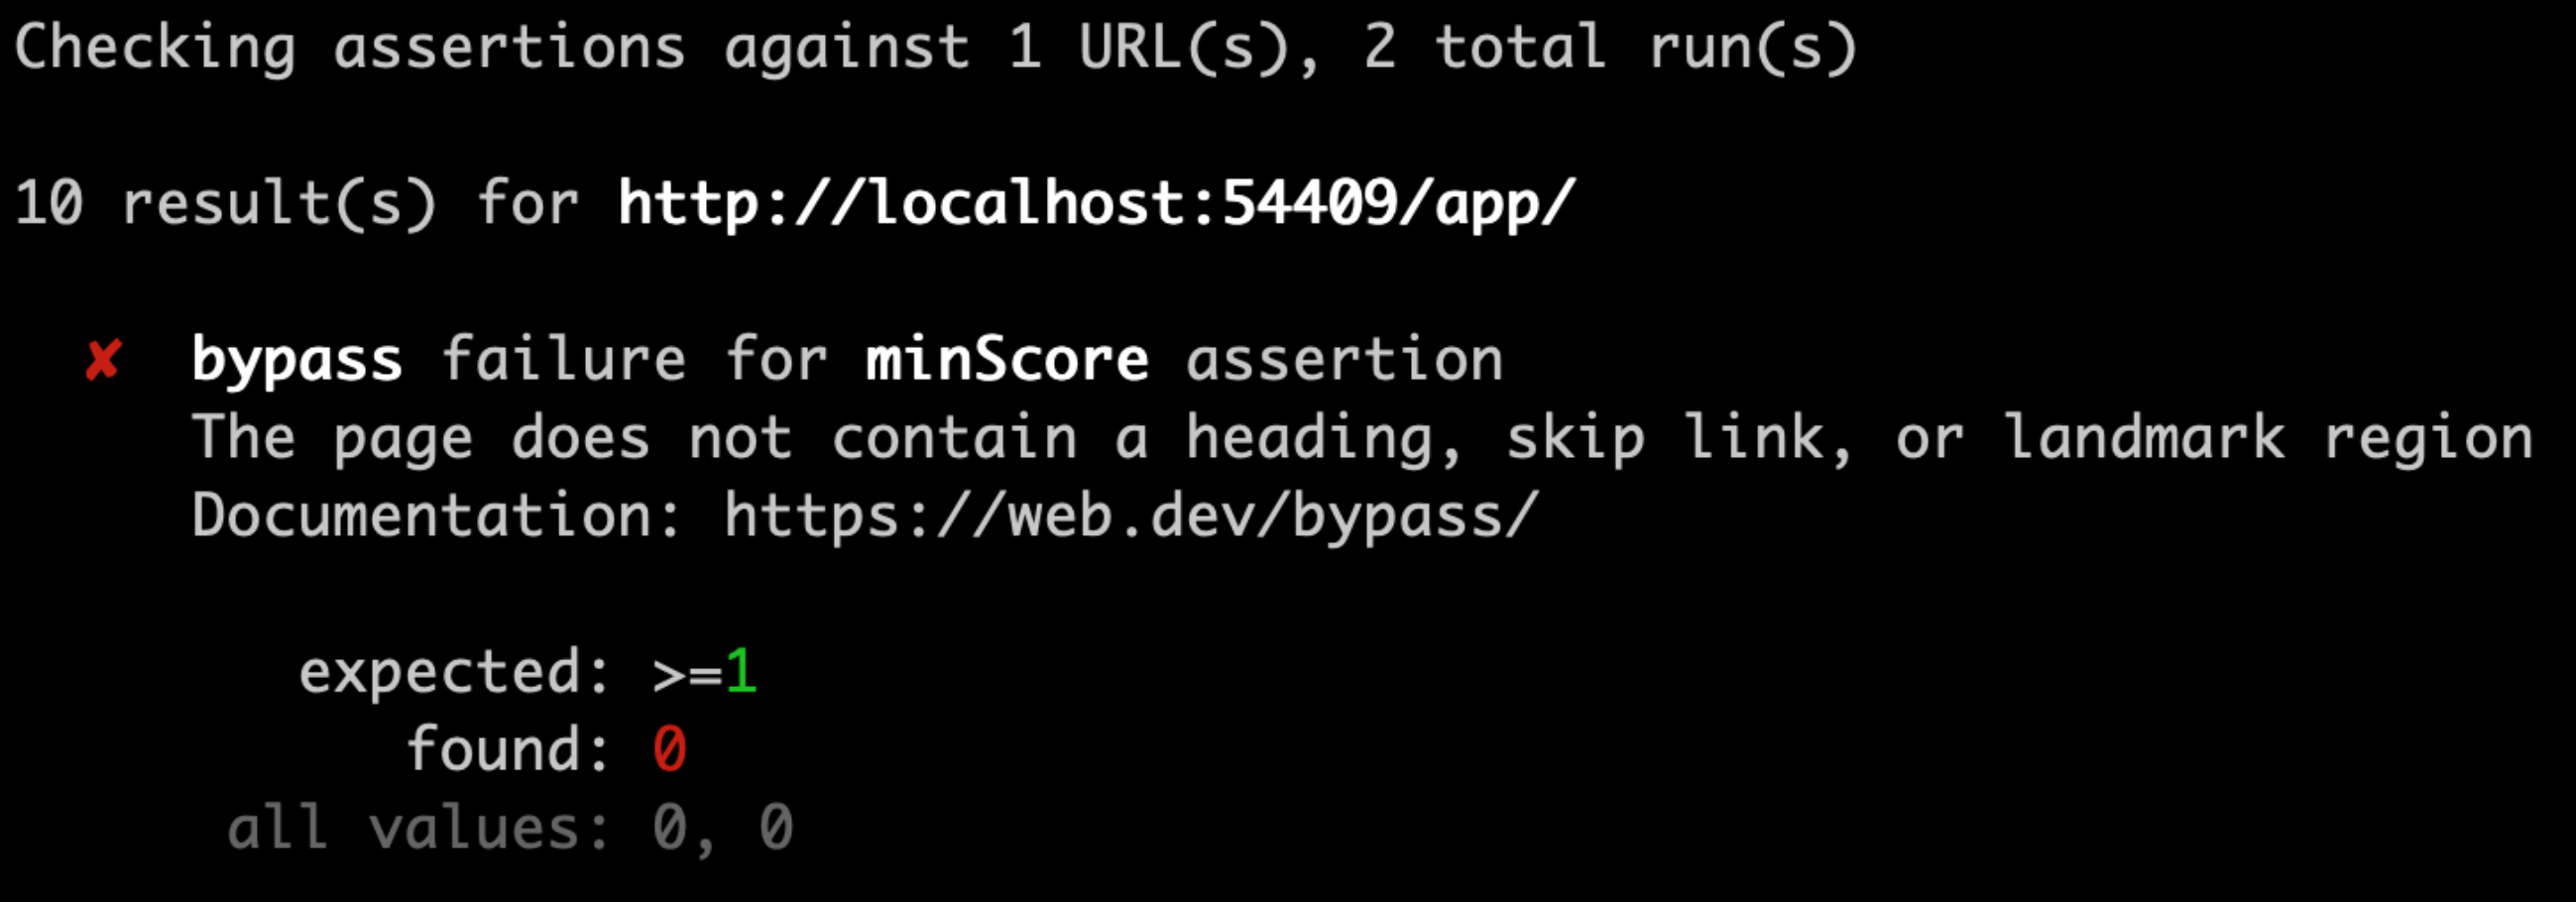 Checking assertions against 1 URL(s), 2 total run(s)
10 result(s) for http://localhost:54409/app/
✘ bypass failure for minScore assertion
The page does not contain a heading, skip link, or landmark region
Documentation: https://web.dev/bypass/
expected: >=1
found: 0
all values: 0, 0